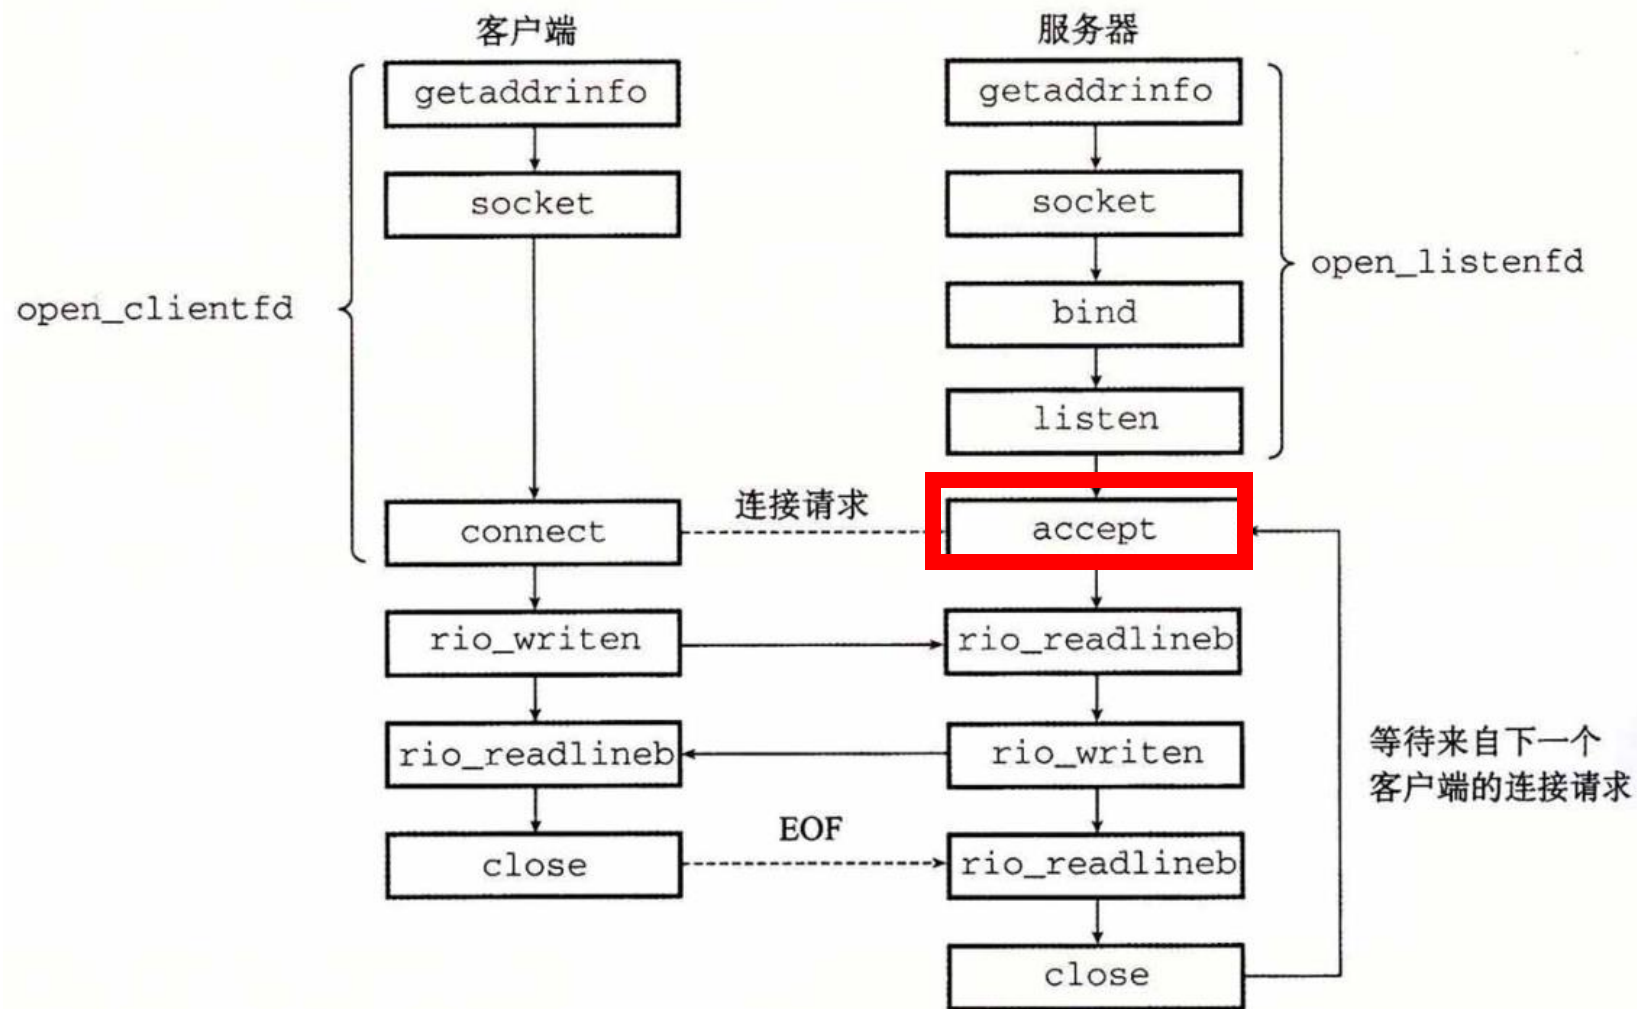 客户端
服务器
getaddrinfo
getaddrinfo
socket
socket
open_listenfd
open_clientfd
bind
listen
连接请求
connect
accept
rio_writen
rio_readlineb
rio_readlineb
rio_writen
等待来自下一个
客户端的连接请求
EOF
close
rio_readlineb
close